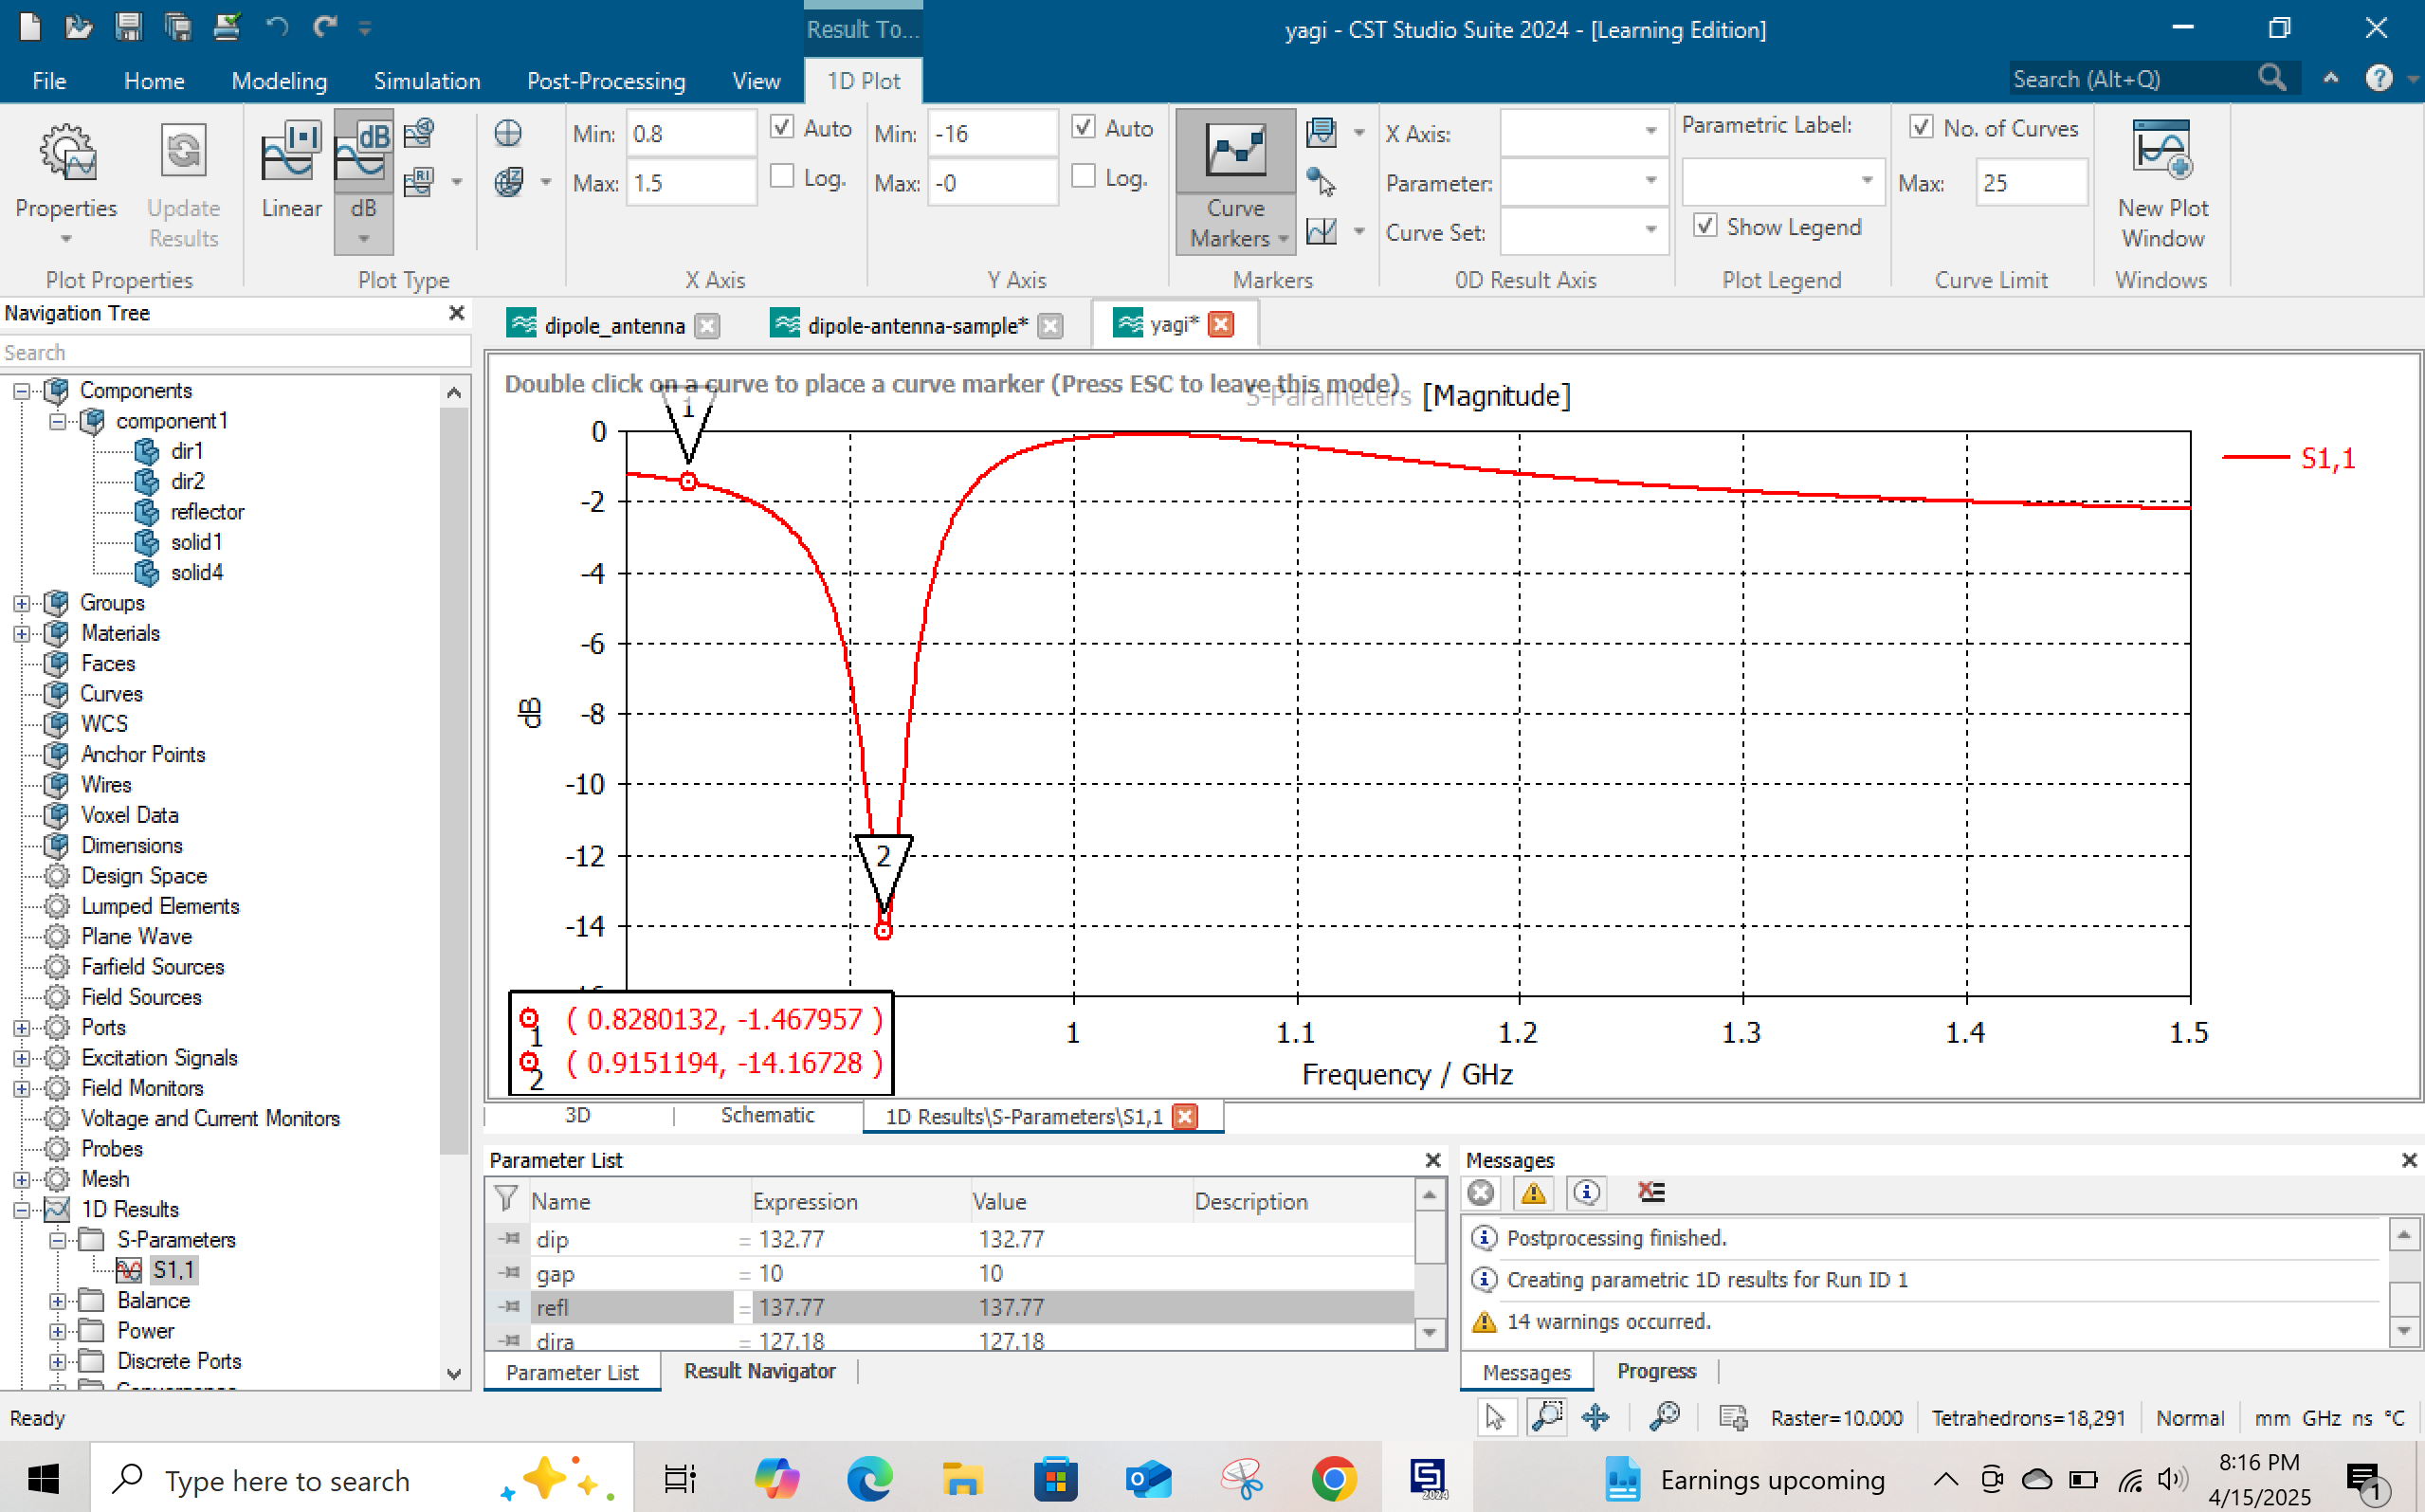 Result To...
yagi - CST Studio Suite 2024 - [Learning Edition]
File Home Modeling Simulation Post-Processing View 1D Plot
Search (Alt+Q)
Properties
Update Results
Plot Properties
Linear
dB
Plot Type
Min: 0.8 Auto
Max: 1.5 Log.
X Axis
Min: -16 Auto
Max: -0 Log.
Y Axis
Curve Markers
Markers
X Axis:
Parameter:
Curve Set:
0D Result Axis
Parametric Label:
Show Legend
Plot Legend
No. of Curves
Max: 25
Curve Limit
New Plot Window
Windows
Navigation Tree
Search
Components
component1
dir1
dir2
reflector
solid1
solid4
Groups
Materials
Faces
Curves
WCS
Anchor Points
Wires
Voxel Data
Dimensions
Design Space
Lumped Elements
Plane Wave
Farfield Sources
Field Sources
Ports
Excitation Signals
Field Monitors
Voltage and Current Monitors
Probes
Mesh
1D Results
S-Parameters
S1,1
Balance
Power
Discrete Ports
dipole_antenna
dipole-antenna-sample*
yagi*
Double click on a curve to place a curve marker (Press ESC to leave this mode)
S-Parameters [Magnitude]
1
0
-2
-4
-6
-8
-10
-12
-14
dB
2
S1,1
1 ( 0.8280132, -1.467957 )
2 ( 0.9151194, -14.16728 )
1 1.1 1.2 1.3 1.4 1.5
Frequency / GHz
3D Schematic 1D Results\S-Parameters\S1,1
Parameter List
Name Expression Value Description
dip = 132.77 132.77
gap = 10 10
refl = 137.77 137.77
dira = 127.18 127.18
Parameter List Result Navigator
Messages
Postprocessing finished.
Creating parametric 1D results for Run ID 1
14 warnings occurred.
Messages Progress
Ready
Raster=10.000 Tetrahedrons=18,291 Normal mm GHz ns °C
Type here to search
2024
Earnings upcoming
8:16 PM
4/15/2025
1